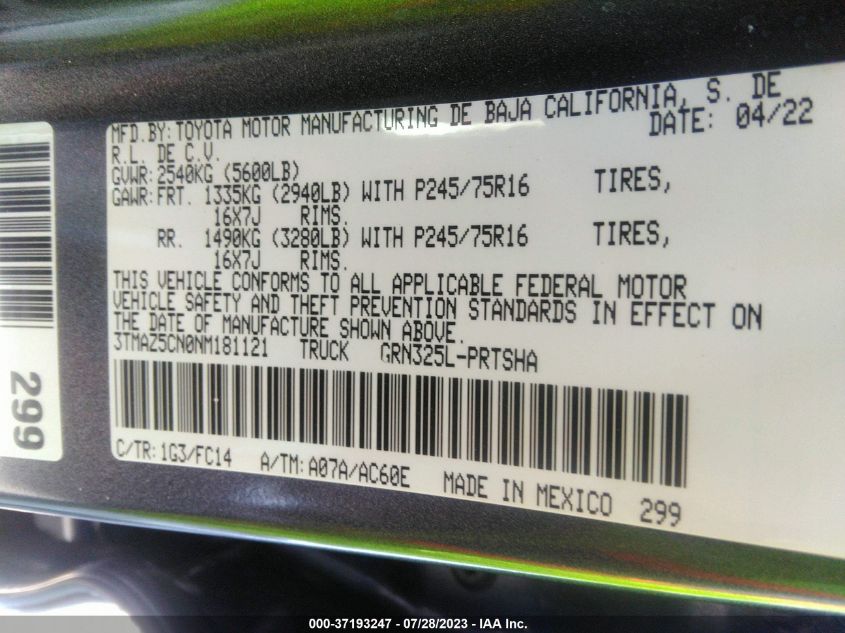 MFD.BY:TOYOTA MOTOR MANUFACTURING DE BAJA CALIFORNIA, S. DE
R.L. DE C.V. DATE: 04/22
GVWR:2540KG (5600LB)
GAWR:FRT. 1335KG (2940LB) WITH P245/75R16 TIRES,
16X7J RIMS.
RR. 1490KG (3280LB) WITH P245/75R16 TIRES,
16X7J RIMS.
THIS VEHICLE CONFORMS TO ALL APPLICABLE FEDERAL MOTOR
VEHICLE SAFETY AND THEFT PREVENTION STANDARDS IN EFFECT ON
THE DATE OF MANUFACTURE SHOWN ABOVE.
3TMAZ5CN0NM181121 TRUCK GRN325L-PRTSHA
C/TR:1G3/FC14 A/TM:A07A/AC60E MADE IN MEXICO 299
299
000-37193247 - 07/28/2023 - IAA Inc.